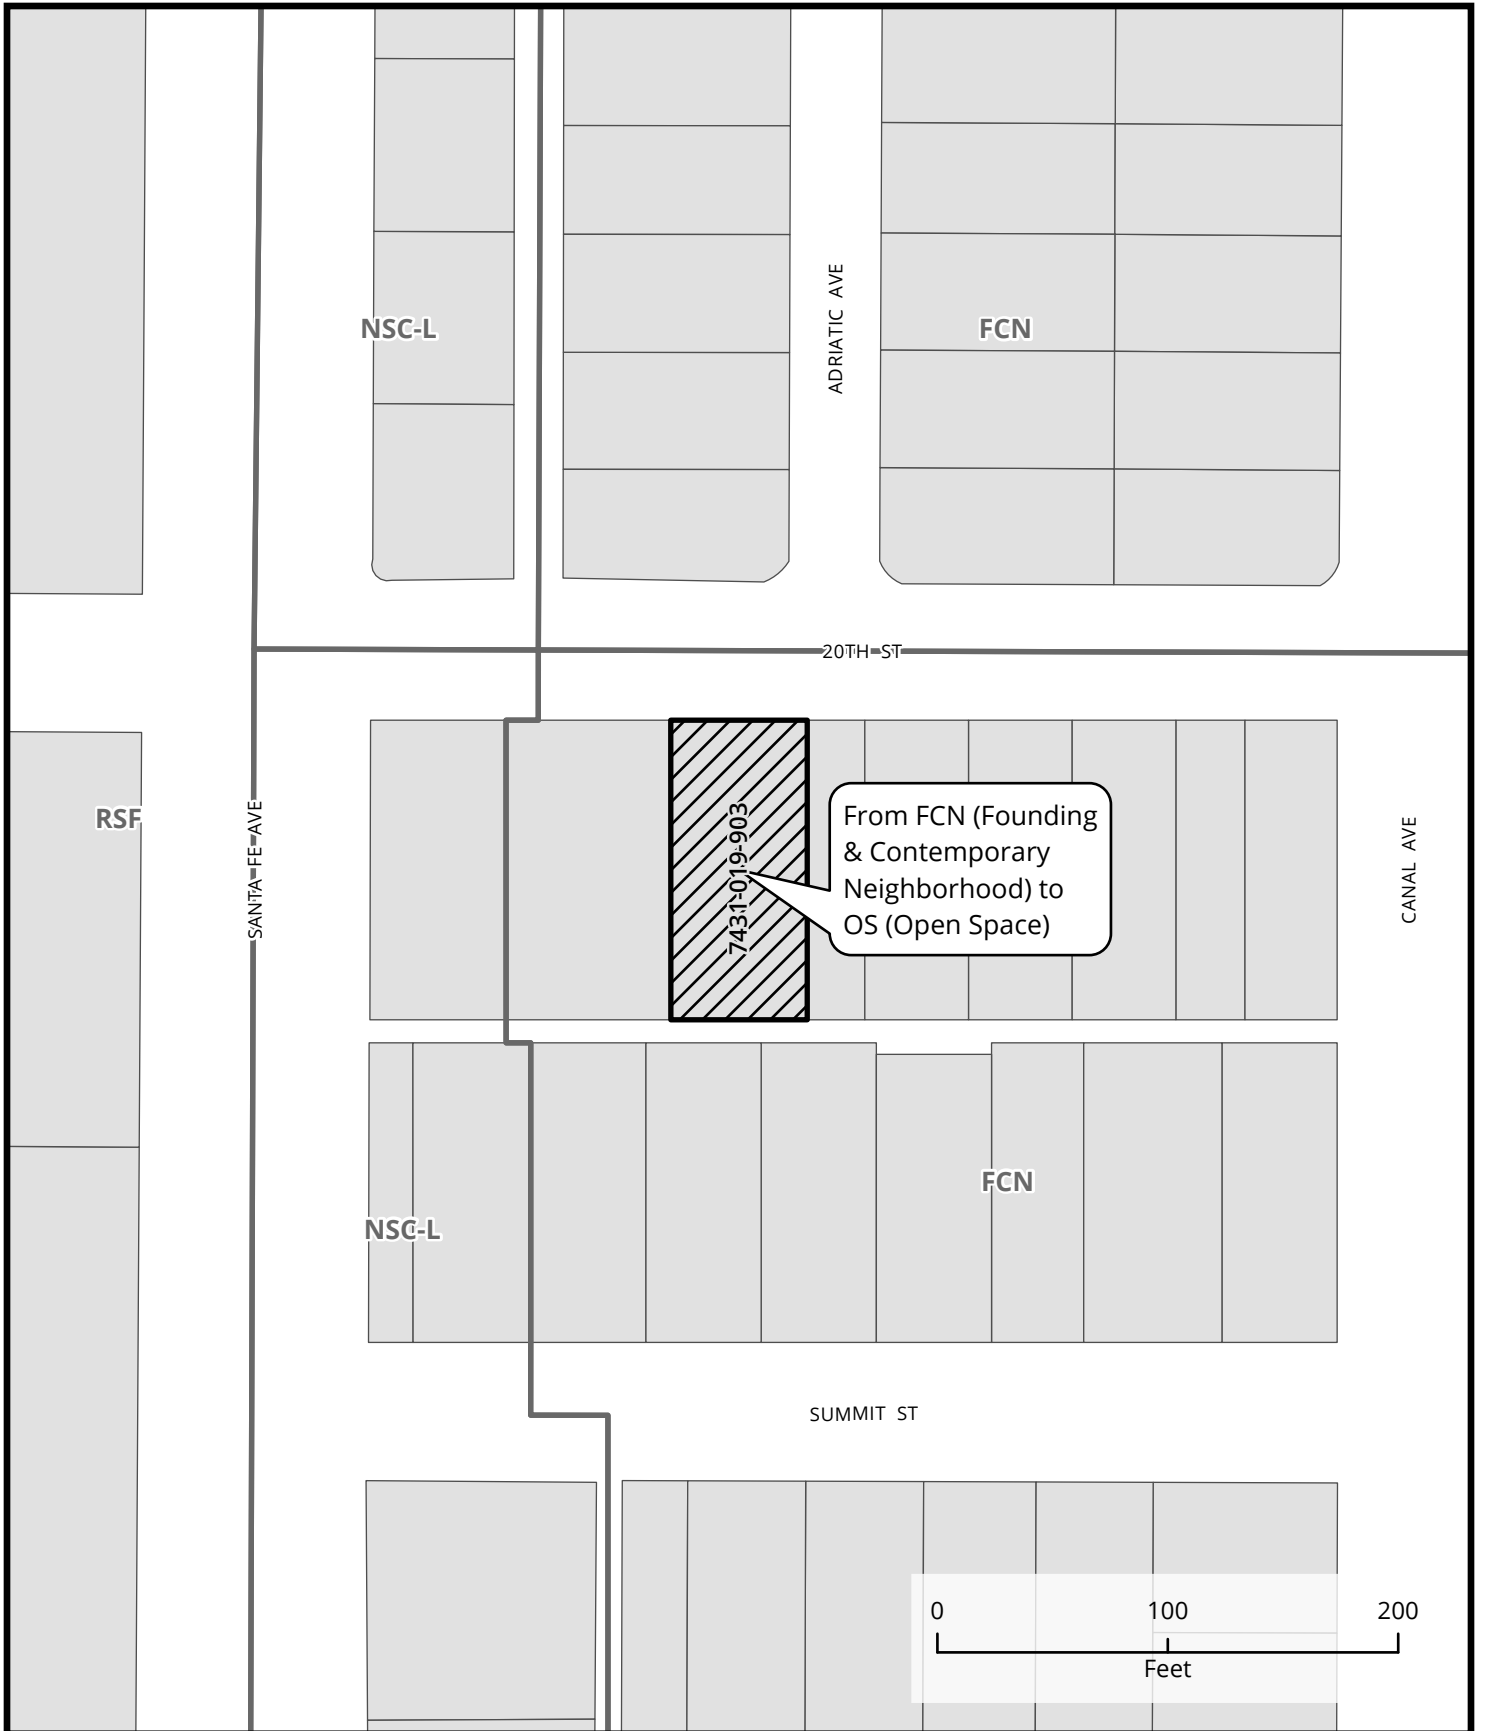 NSC-L
ADRIATIC AVE
FCN
20TH ST
RSF
SANTA FE AVE
7431-019-903
From FCN (Founding
& Contemporary
Neighborhood) to
OS (Open Space)
CANAL AVE
FCN
NSC-L
SUMMIT ST
0 100 200
Feet